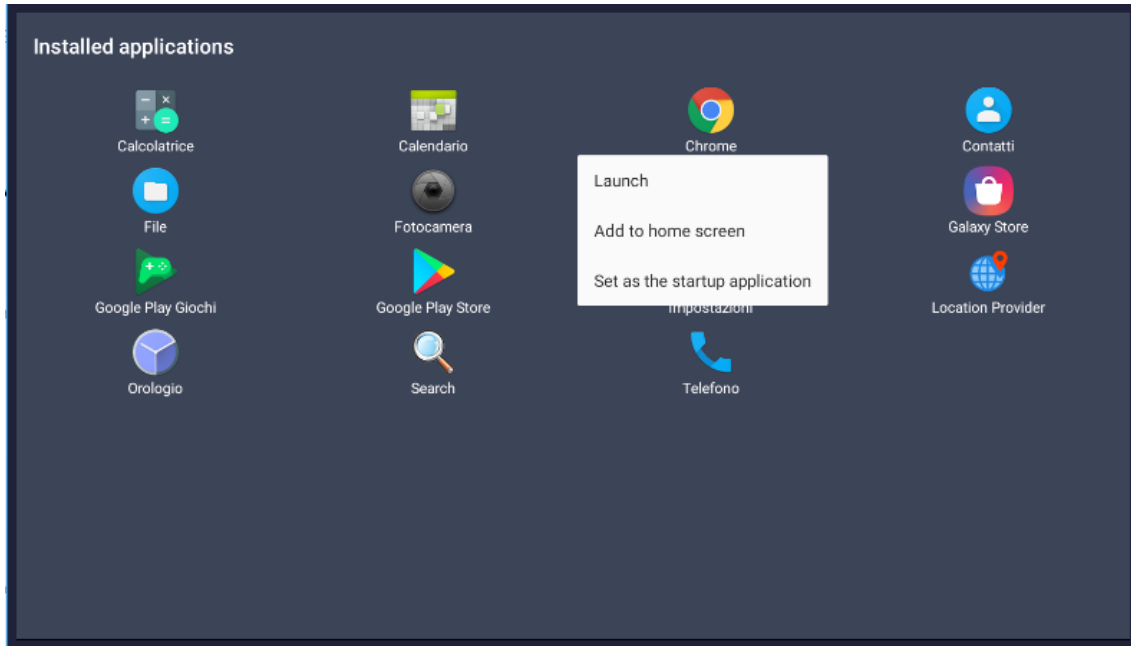 Installed applications
Calcolatrice
Calendario
Chrome
Contatti
Launch
Add to home screen
Set as the startup application
File
Fotocamera
Galaxy Store
Google Play Giochi
Google Play Store
Impostazioni
Location Provider
Orologio
Search
Telefono